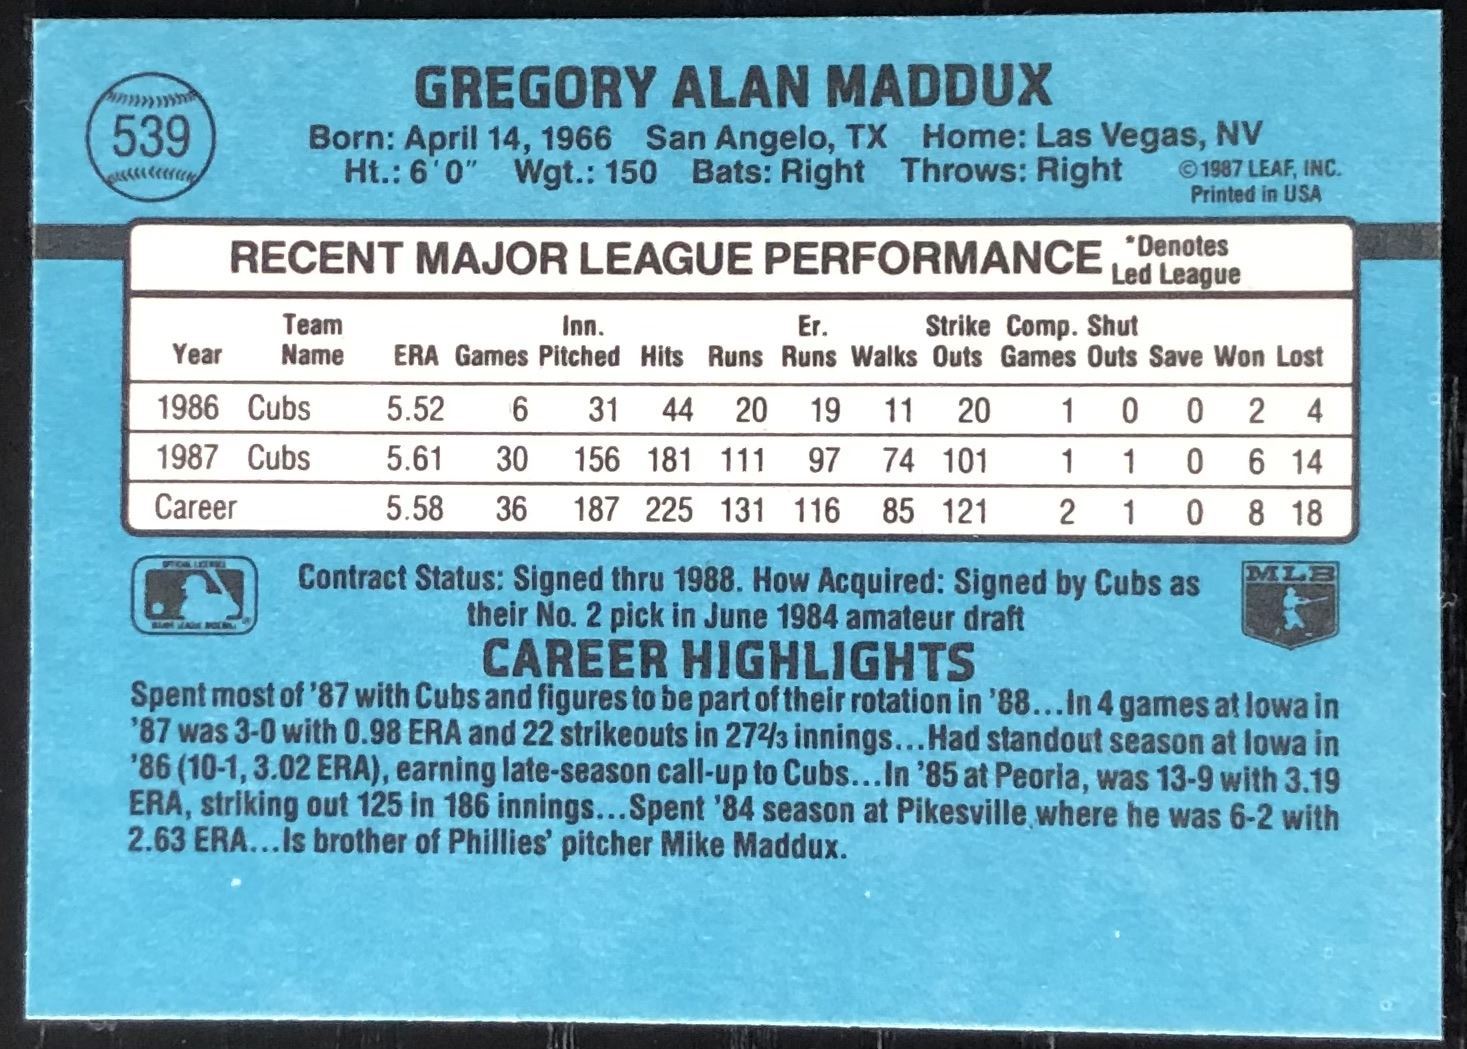 GREGORY ALAN MADDUX
539
Born: April 14, 1966 San Angelo, TX Home: Las Vegas, NV
Ht.: 6'0" Wgt.: 150 Bats: Right Throws: Right
©1987 LEAF, INC.
Printed in USA
RECENT MAJOR LEAGUE PERFORMANCE
*Denotes
Led League
Team Inn. Er. Strike Comp. Shut
Year Name ERA Games Pitched Hits Runs Runs Walks Outs Games Outs Save Won Lost
1986 Cubs 5.52 6 31 44 20 19 11 20 1 0 0 2 4
1987 Cubs 5.61 30 156 181 111 97 74 101 1 1 0 6 14
Career 5.58 36 187 225 131 116 85 121 2 1 0 8 18
OFFICIAL LICENSEE
MAJOR LEAGUE BASEBALL
Contract Status: Signed thru 1988. How Acquired: Signed by Cubs as
their No. 2 pick in June 1984 amateur draft
MLB
CAREER HIGHLIGHTS
Spent most of '87 with Cubs and figures to be part of their rotation in '88...In 4 games at Iowa in
'87 was 3-0 with 0.98 ERA and 22 strikeouts in 27⅔ innings...Had standout season at Iowa in
'86 (10-1, 3.02 ERA), earning late-season call-up to Cubs...In '85 at Peoria, was 13-9 with 3.19
ERA, striking out 125 in 186 innings...Spent '84 season at Pikesville where he was 6-2 with
2.63 ERA...Is brother of Phillies' pitcher Mike Maddux.